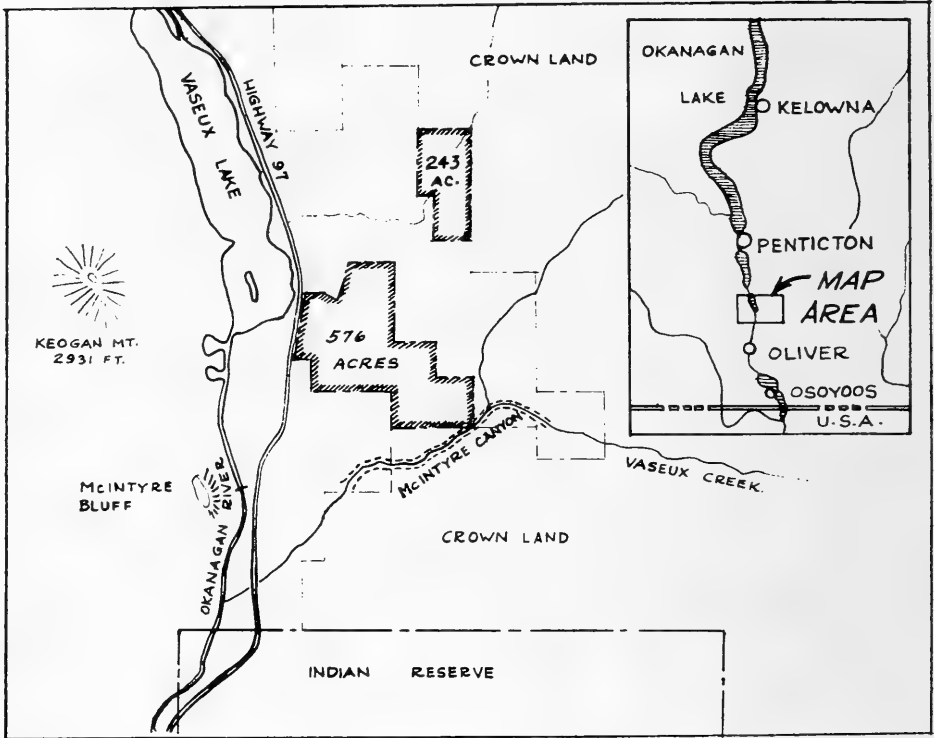 CROWN LAND
VASEUX LAKE
HIGHWAY 97
243
AC.
KEOGAN MT.
2931 FT.
576
ACRES
McINTYRE CANYON
VASEUX CREEK.
McINTYRE
BLUFF
OKANAGAN RIVER
CROWN LAND
INDIAN RESERVE
OKANAGAN
LAKE
KELOWNA
PENTICTON
MAP
AREA
OLIVER
OSOYOOS
U.S.A.